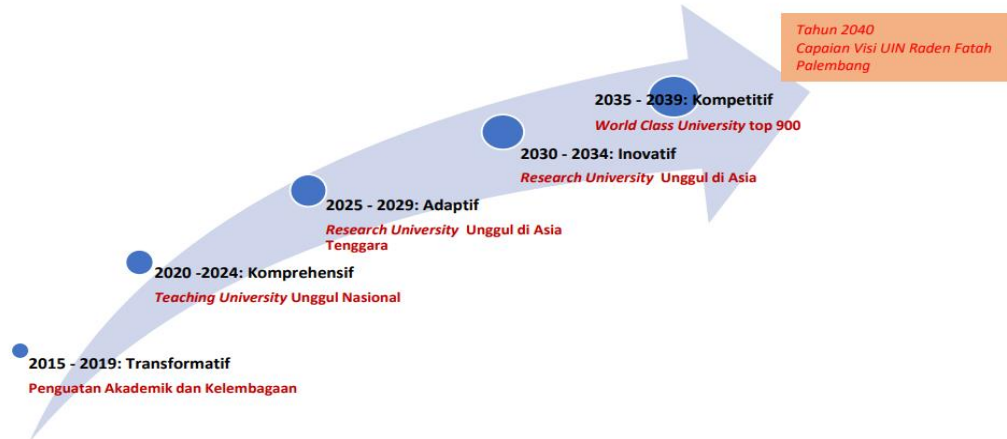 Tahun 2040
Capaian Visi UIN Raden Fatah
Palembang
2035 - 2039: Kompetitif
World Class University top 900
2030 - 2034: Inovatif
Research University Unggul di Asia
2025 - 2029: Adaptif
Research University Unggul di Asia
Tenggara
2020 -2024: Komprehensif
Teaching University Unggul Nasional
2015 - 2019: Transformatif
Penguatan Akademik dan Kelembagaan